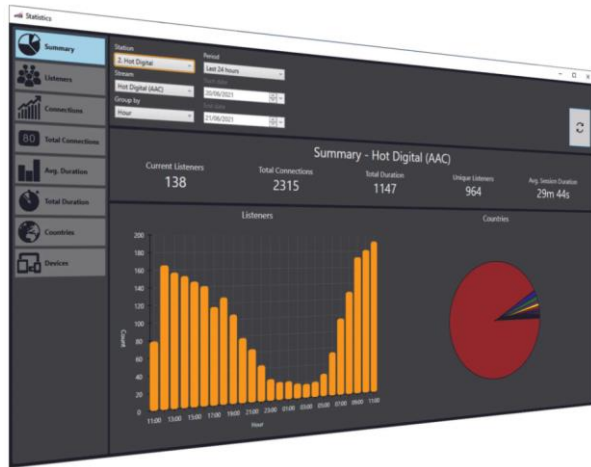 Statistics
Summary
Listeners
Connections
80 Total Connections
Avg. Duration
Total Duration
Countries
Devices
Station
2. Hot Digital
Stream
Hot Digital (AAC)
Group by
Hour
Period
Last 24 hours
Start date
20/06/2021
End date
21/06/2021
Summary - Hot Digital (AAC)
Current Listeners
138
Total Connections
2315
Total Duration
1147
Unique Listeners
964
Avg. Session Duration
29m 44s
Listeners
Count
200
180
160
140
120
100
80
60
40
20
0
11:00 13:00 15:00 17:00 19:00 21:00 23:00 01:00 03:00 05:00 07:00 09:00 11:00
Hour
Countries